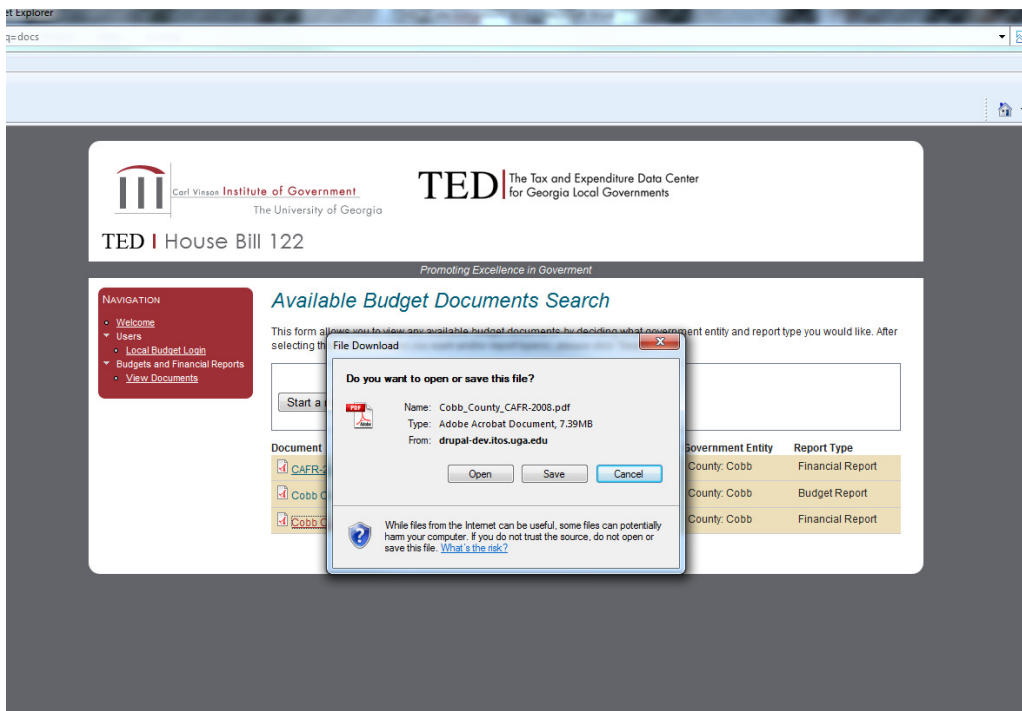 et Explorer
q=docs
Carl Vinson Institute of Government
The University of Georgia
TED The Tax and Expenditure Data Center
for Georgia Local Governments
TED | House Bill 122
Promoting Excellence in Goverment
NAVIGATION
Welcome
Users
Local Budget Login
Budgets and Financial Reports
View Documents
Available Budget Documents Search
This form allows you to view any available budget documents by deciding what government entity and report type you would like. After
selecting th
Start a
Document Government Entity Report Type
CAFR-2 County: Cobb Financial Report
Cobb C County: Cobb Budget Report
Cobb C County: Cobb Financial Report
File Download
Do you want to open or save this file?
Name: Cobb_County_CAFR-2008.pdf
Type: Adobe Acrobat Document, 7.39MB
From: drupal-dev.itos.uga.edu
Open Save Cancel
While files from the Internet can be useful, some files can potentially
harm your computer. If you do not trust the source, do not open or
save this file. What's the risk?